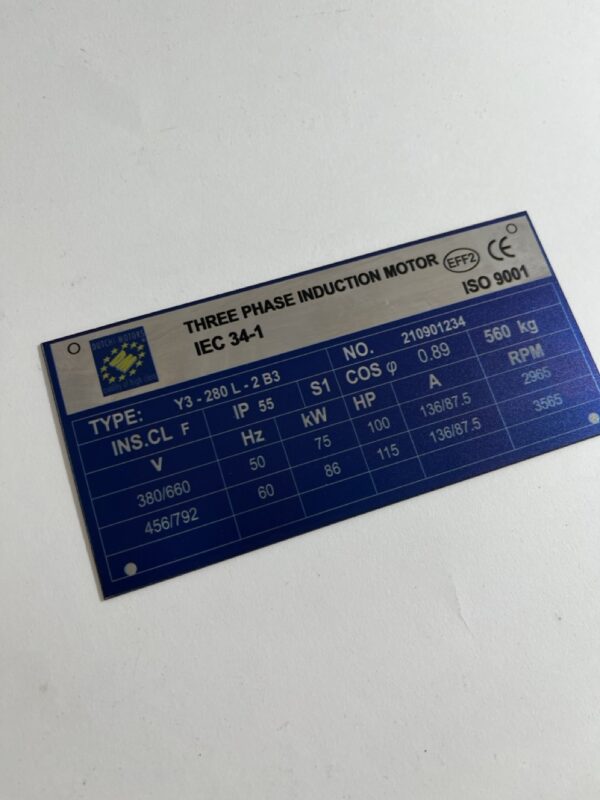 DUTCHI MOTORS
THREE PHASE INDUCTION MOTOR EFF2 CE
IEC 34-1 ISO 9001
TYPE: Y3 - 280 L - 2 B3 NO. 210901234 560 kg
INS.CL F IP 55 S1 COS φ 0.89 RPM
V Hz kW HP A 2965
380/660 50 75 100 136/87.5 3565
456/792 60 86 115 136/87.5